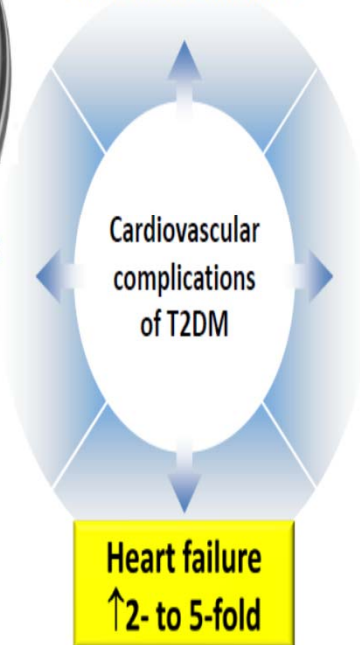 Cardiovascular
complications
of T2DM
Heart failure
↑2- to 5-fold